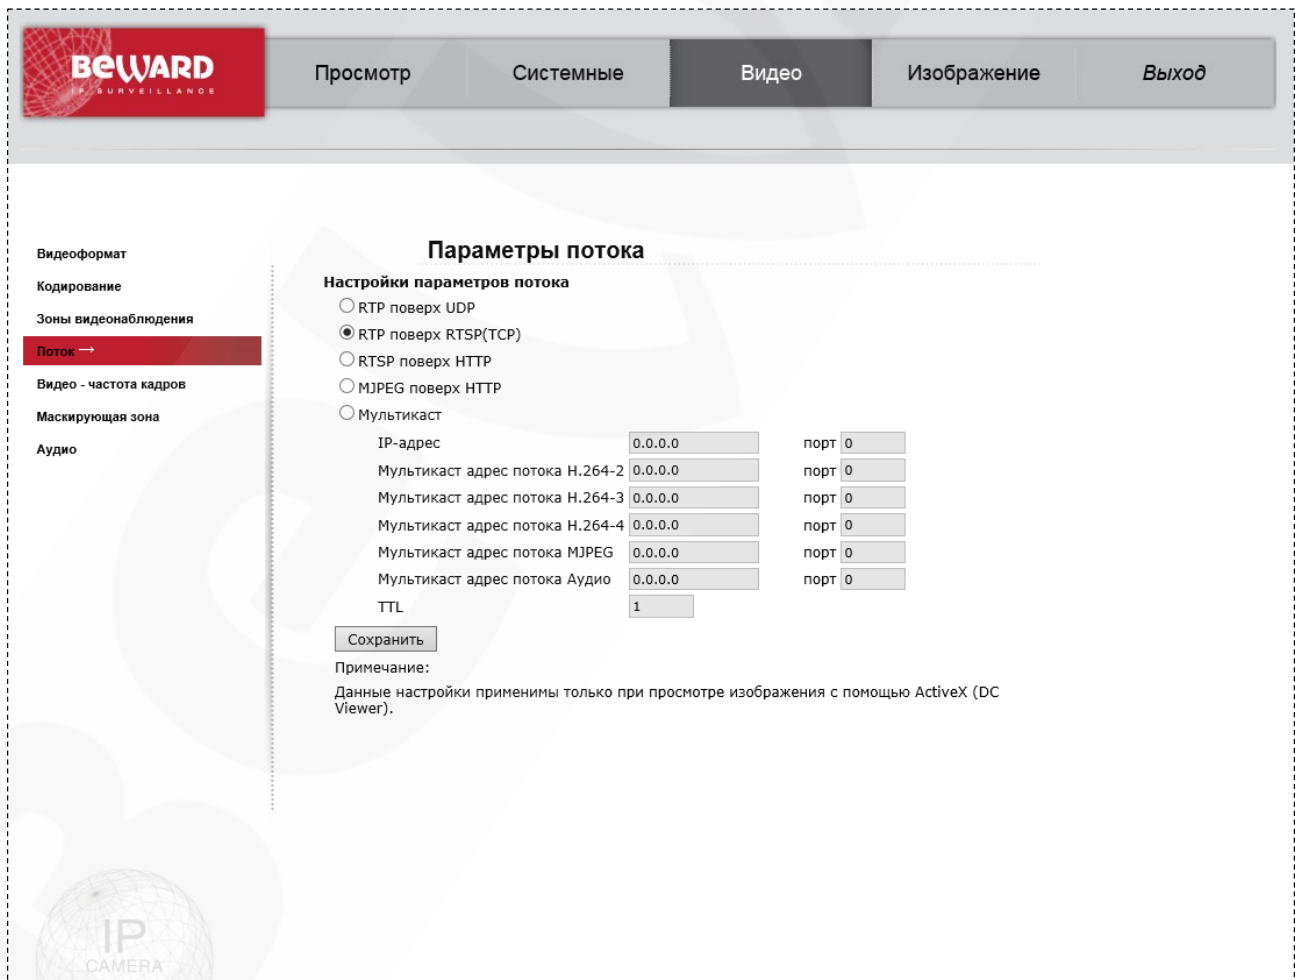 BEWARD
IP SURVEILLANCE
Просмотр Системные Видео Изображение Выход
Параметры потока
Видеоформат
Кодирование
Зоны видеонаблюдения
Поток →
Видео - частота кадров
Маскирующая зона
Аудио
Настройки параметров потока
RTP поверх UDP
RTP поверх RTSP(TCP)
RTSP поверх HTTP
MJPEG поверх HTTP
Мультикаст
IP-адрес 0.0.0.0 порт 0
Мультикаст адрес потока H.264-2 0.0.0.0 порт 0
Мультикаст адрес потока H.264-3 0.0.0.0 порт 0
Мультикаст адрес потока H.264-4 0.0.0.0 порт 0
Мультикаст адрес потока MJPEG 0.0.0.0 порт 0
Мультикаст адрес потока Аудио 0.0.0.0 порт 0
TTL 1
Сохранить
Примечание:
Данные настройки применимы только при просмотре изображения с помощью ActiveX (DC
Viewer).
IP
CAMERA